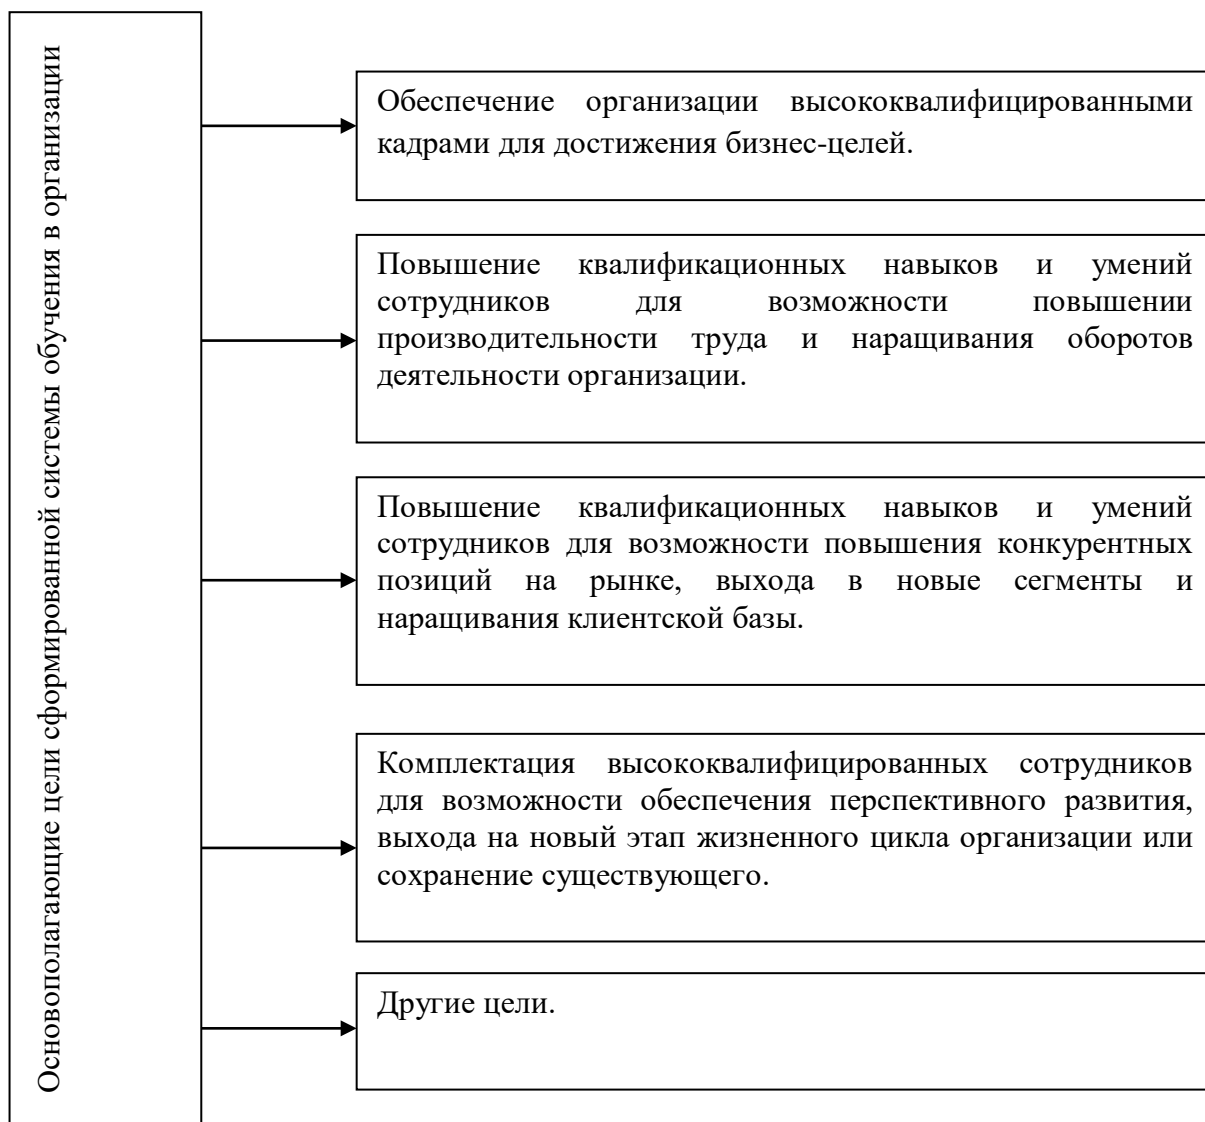 Основополагающие цели сформированной системы обучения в организации
Обеспечение организации высококвалифицированными
кадрами для достижения бизнес-целей.
Повышение квалификационных навыков и умений
сотрудников для возможности повышении
производительности труда и наращивания оборотов
деятельности организации.
Повышение квалификационных навыков и умений
сотрудников для возможности повышения конкурентных
позиций на рынке, выхода в новые сегменты и
наращивания клиентской базы.
Комплектация высококвалифицированных сотрудников
для возможности обеспечения перспективного развития,
выхода на новый этап жизненного цикла организации или
сохранение существующего.
Другие цели.